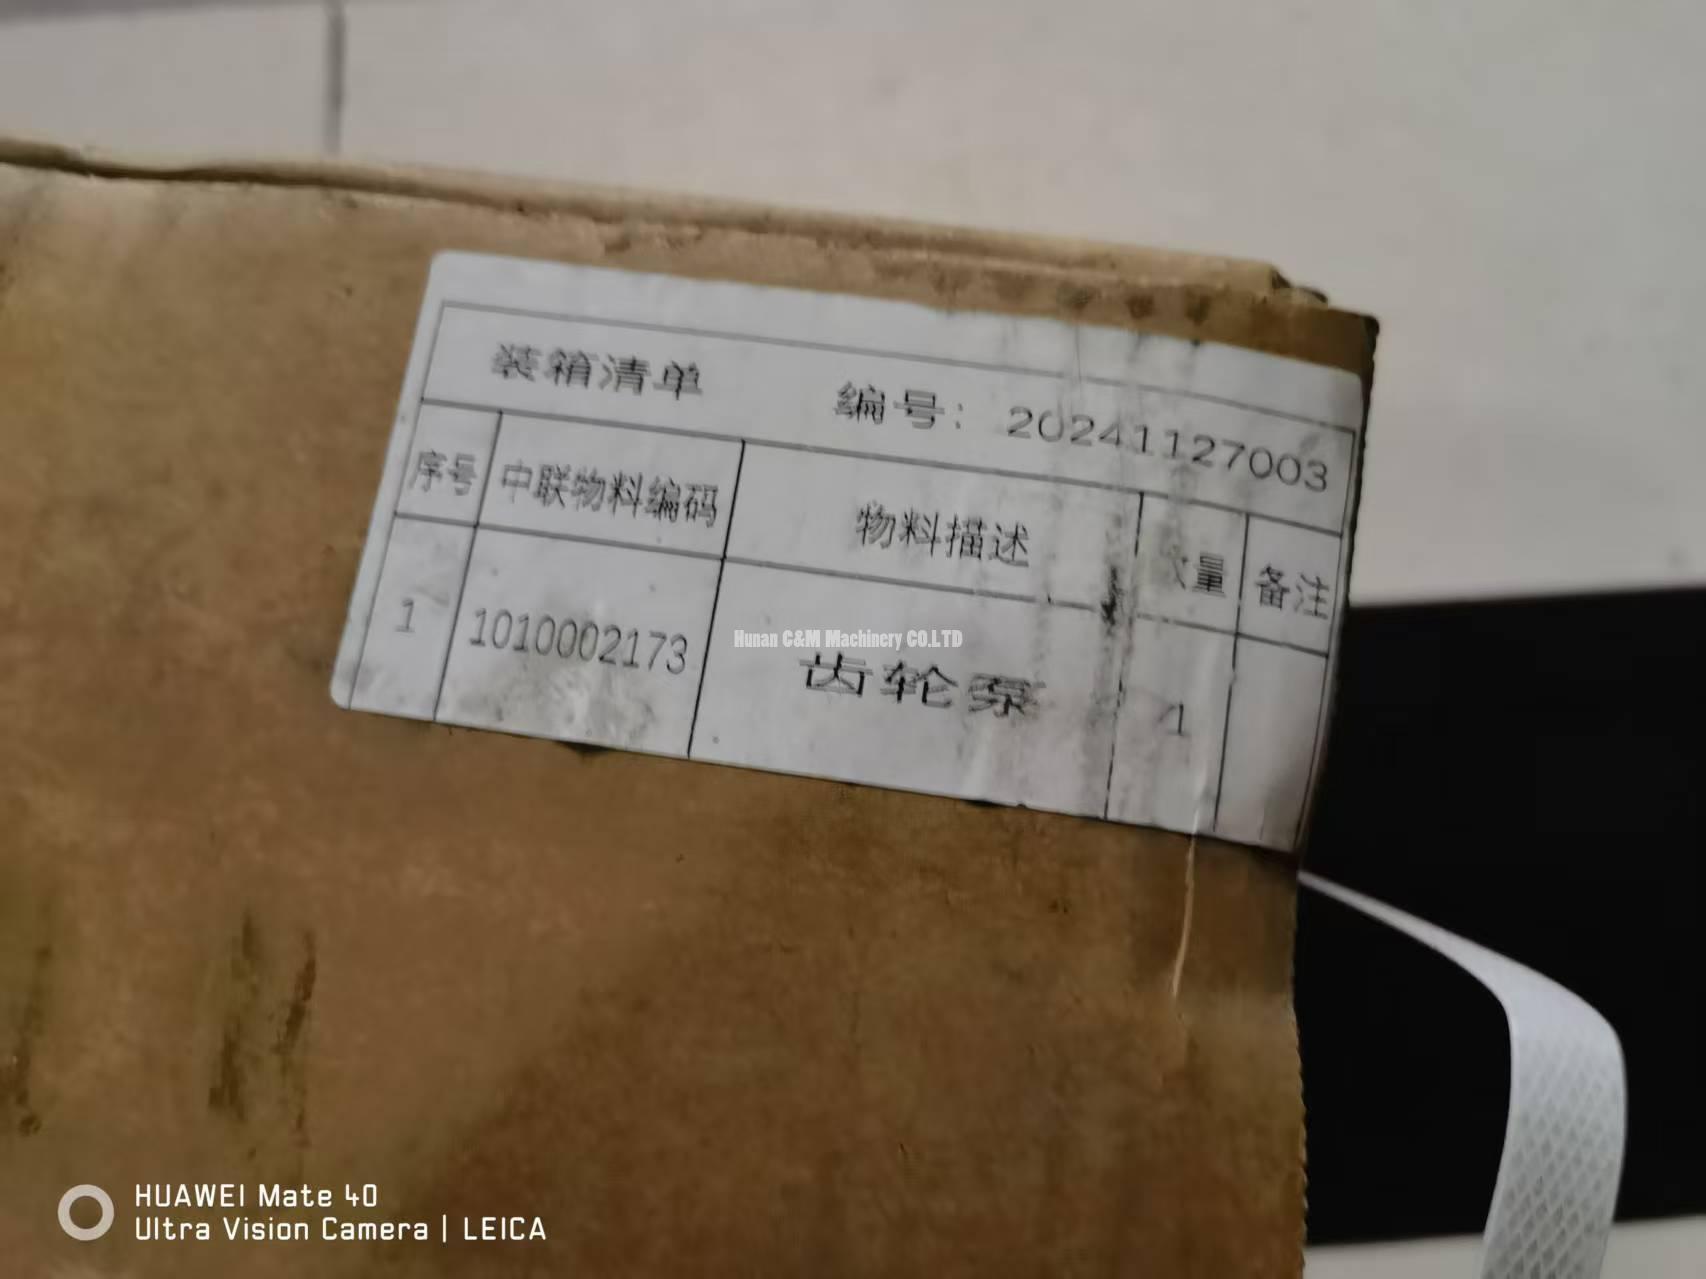 装箱清单 编号: 20241127003
序号 中联物料编码 物料描述 量 备注
1 1010002173 齿轮泵 1
Hunan C&M Machinery CO.LTD
HUAWEI Mate 40
Ultra Vision Camera | LEICA